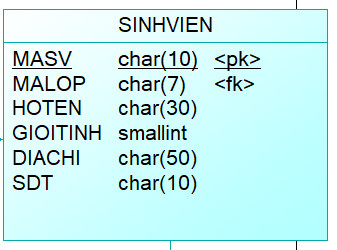 SINHVIEN
MASV char(10) <pk>
MALOP char(7) <fk>
HOTEN char(30)
GIOITINH smallint
DIACHI char(50)
SDT char(10)